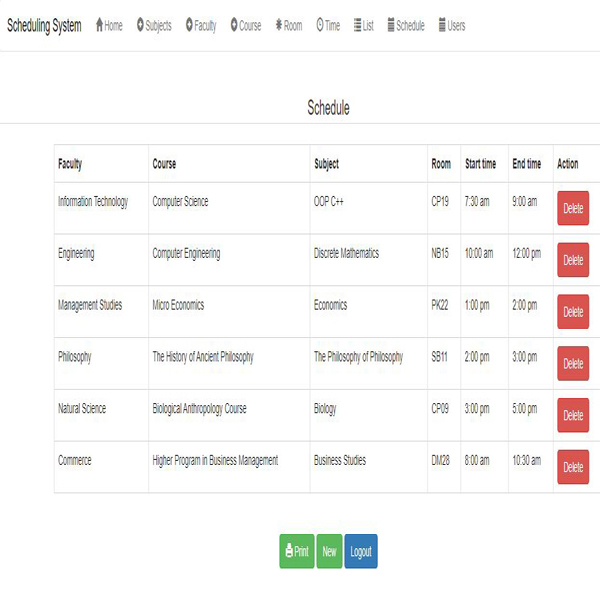 Scheduling System Home Subjects Faculty Course Room Time List Schedule Users
Schedule
Faculty Course Subject Room Start time End time Action
Information Technology Computer Science OOP C++ CP19 7:30 am 9:00 am Delete
Engineering Computer Engineering Discrete Mathematics NB15 10:00 am 12:00 pm Delete
Management Studies Micro Economics Economics PK22 1:00 pm 2:00 pm Delete
Philosophy The History of Ancient Philosophy The Philosophy of Philosophy SB11 2:00 pm 3:00 pm Delete
Natural Science Biological Anthropology Course Biology CP09 3:00 pm 5:00 pm Delete
Commerce Higher Program in Business Management Business Studies DM28 8:00 am 10:30 am Delete
Print New Logout